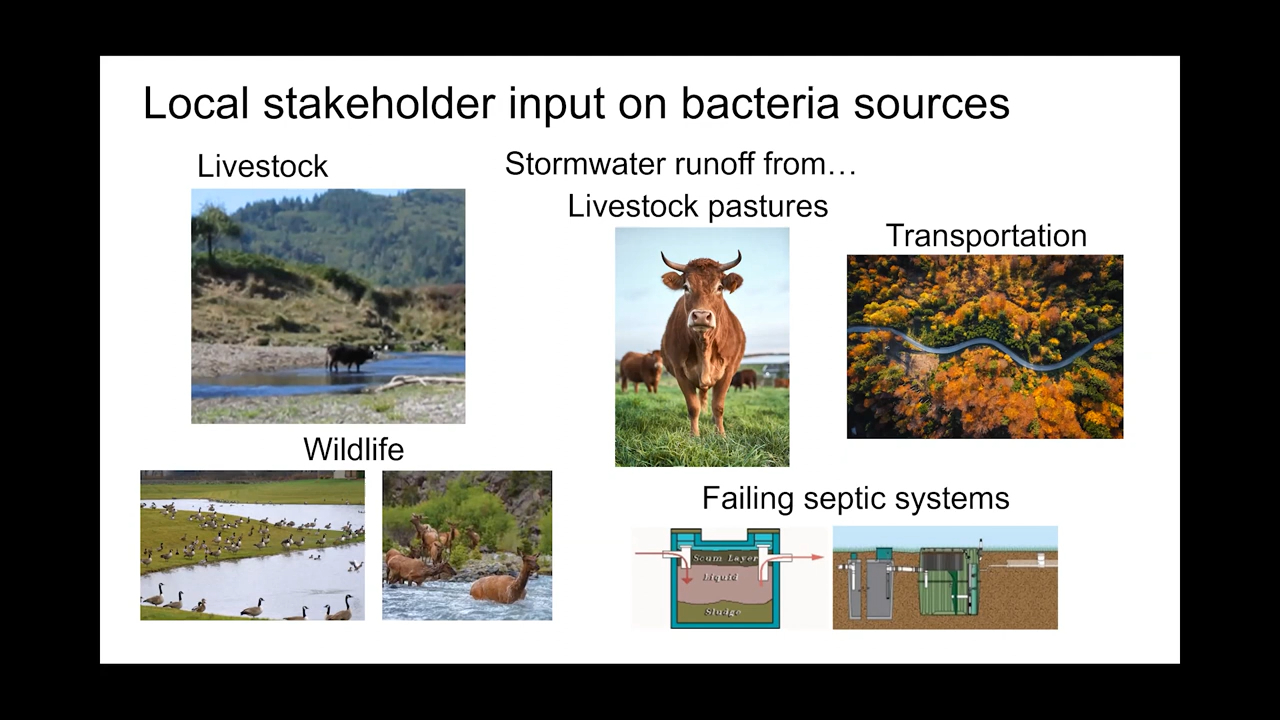 Local stakeholder input on bacteria sources
Livestock
Stormwater runoff from…
Livestock pastures
Transportation
Wildlife
Failing septic systems
Scum Layer
Liquid
Sludge